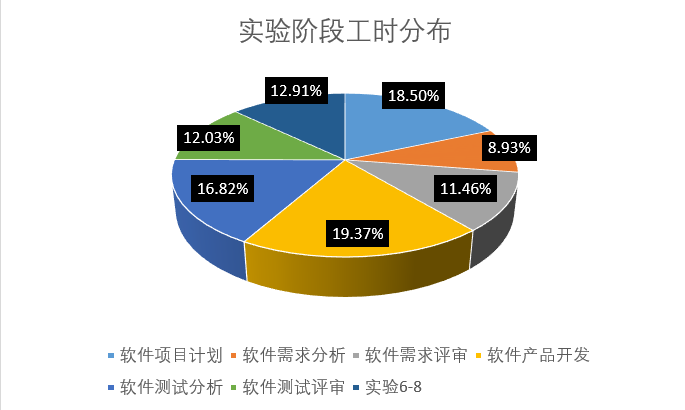 实验阶段工时分布
12.91%
18.50%
12.03%
8.93%
16.82%
11.46%
19.37%
软件项目计划 软件需求分析 软件需求评审 软件产品开发
软件测试分析 软件测试评审 实验6-8